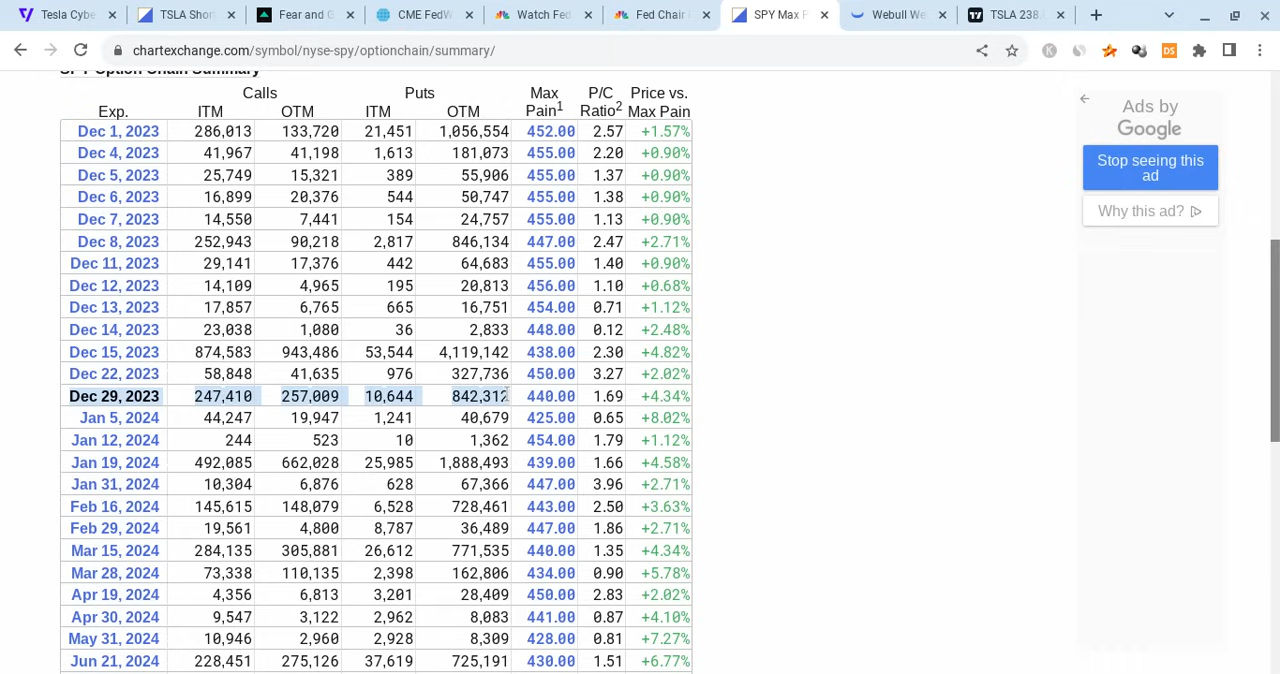 Tesla Cybe
TSLA Shor
Fear and G
CME FedW
Watch Fed
Fed Chair
SPY Max P
Webull We
TSLA 238.
chartexchange.com/symbol/nyse-spy/optionchain/summary/
K
DS
SPY Option Chain Summary
Calls Puts Max P/C Price vs.
Exp. ITM OTM ITM OTM Pain1 Ratio2 Max Pain
Dec 1, 2023 286,013 133,720 21,451 1,056,554 452.00 2.57 +1.57%
Dec 4, 2023 41,967 41,198 1,613 181,073 455.00 2.20 +0.90%
Dec 5, 2023 25,749 15,321 551 25,906 455.00 1.37 +0.90%
Dec 6, 2023 16,899 20,376 544 50,747 455.00 1.38 +0.90%
Dec 7, 2023 14,550 7,441 154 24,757 455.00 1.13 +0.90%
Dec 8, 2023 252,943 90,218 2,817 846,134 447.00 2.47 +2.71%
Dec 11, 2023 29,141 17,376 442 64,683 455.00 1.40 +0.90%
Dec 12, 2023 14,109 4,965 195 20,813 456.00 1.10 +0.68%
Dec 13, 2023 17,857 6,765 665 16,751 454.00 0.71 +1.12%
Dec 14, 2023 23,038 1,080 36 2,833 448.00 0.12 +2.48%
Dec 15, 2023 874,583 943,486 53,544 4,119,142 438.00 2.30 +4.82%
Dec 22, 2023 58,848 41,635 976 327,736 450.00 3.27 +2.02%
Dec 29, 2023 247,410 257,009 10,644 842,312 440.00 1.69 +4.34%
Jan 5, 2024 44,247 19,947 1,241 40,679 425.00 0.65 +8.02%
Jan 12, 2024 244 523 10 1,362 454.00 1.79 +1.12%
Jan 19, 2024 492,085 662,028 25,985 1,888,493 439.00 1.66 +4.58%
Jan 31, 2024 10,304 6,876 628 67,366 447.00 3.96 +2.71%
Feb 16, 2024 145,615 148,079 6,528 728,461 443.00 2.50 +3.63%
Feb 29, 2024 19,561 4,800 8,787 36,489 447.00 1.86 +2.71%
Mar 15, 2024 284,135 305,881 26,612 771,535 440.00 1.35 +4.34%
Mar 28, 2024 73,338 110,135 2,398 162,806 434.00 0.90 +5.78%
Apr 19, 2024 4,356 6,813 3,201 28,409 450.00 2.83 +2.02%
Apr 30, 2024 9,547 3,122 2,962 8,083 441.00 0.87 +4.10%
May 31, 2024 10,946 2,960 2,928 8,309 428.00 0.81 +7.27%
Jun 21, 2024 228,451 275,126 37,619 725,191 430.00 1.51 +6.77%
Ads by
Google
Stop seeing this
ad
Why this ad?